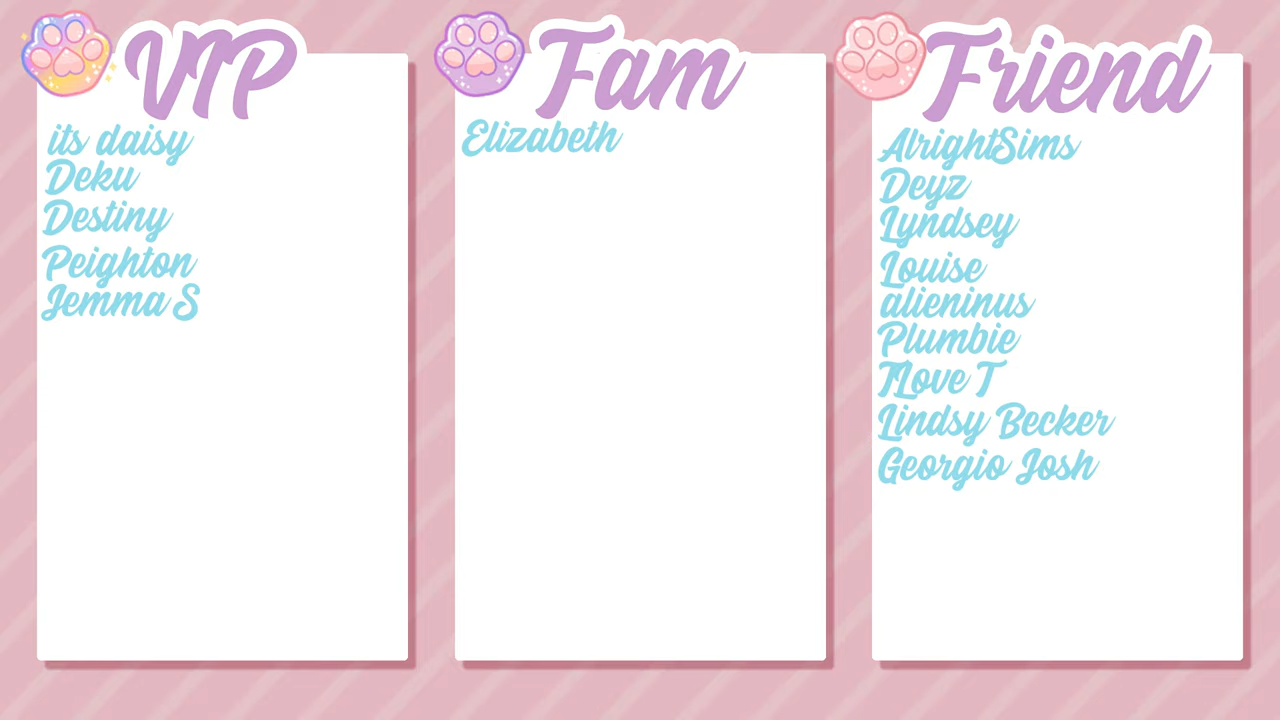 VIP
its daisy
Deku
Destiny
Peighton
Jemma S
Fam
Elizabeth
Friend
AlrightSims
Deyz
Lyndsey
Louise
alieninus
Plumbie
TLove T
Lindsy Becker
Georgio Josh